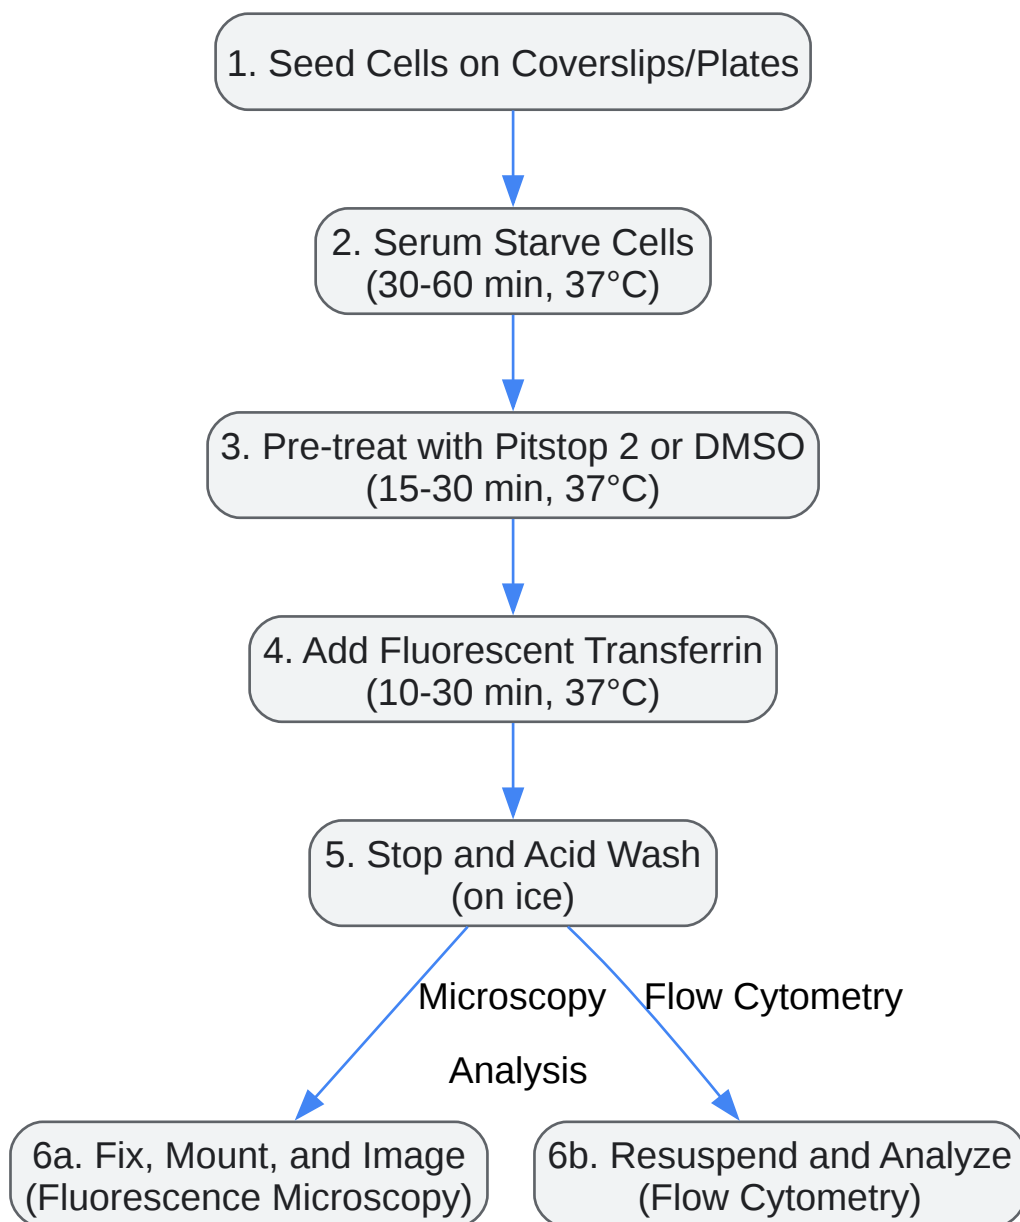 1. Seed Cells on Coverslips/Plates
2. Serum Starve Cells
(30-60 min, 37°C)
3. Pre-treat with Pitstop 2 or DMSO
(15-30 min, 37°C)
4. Add Fluorescent Transferrin
(10-30 min, 37°C)
5. Stop and Acid Wash
(on ice)
Microscopy
Flow Cytometry
Analysis
6a. Fix, Mount, and Image
(Fluorescence Microscopy)
6b. Resuspend and Analyze
(Flow Cytometry)